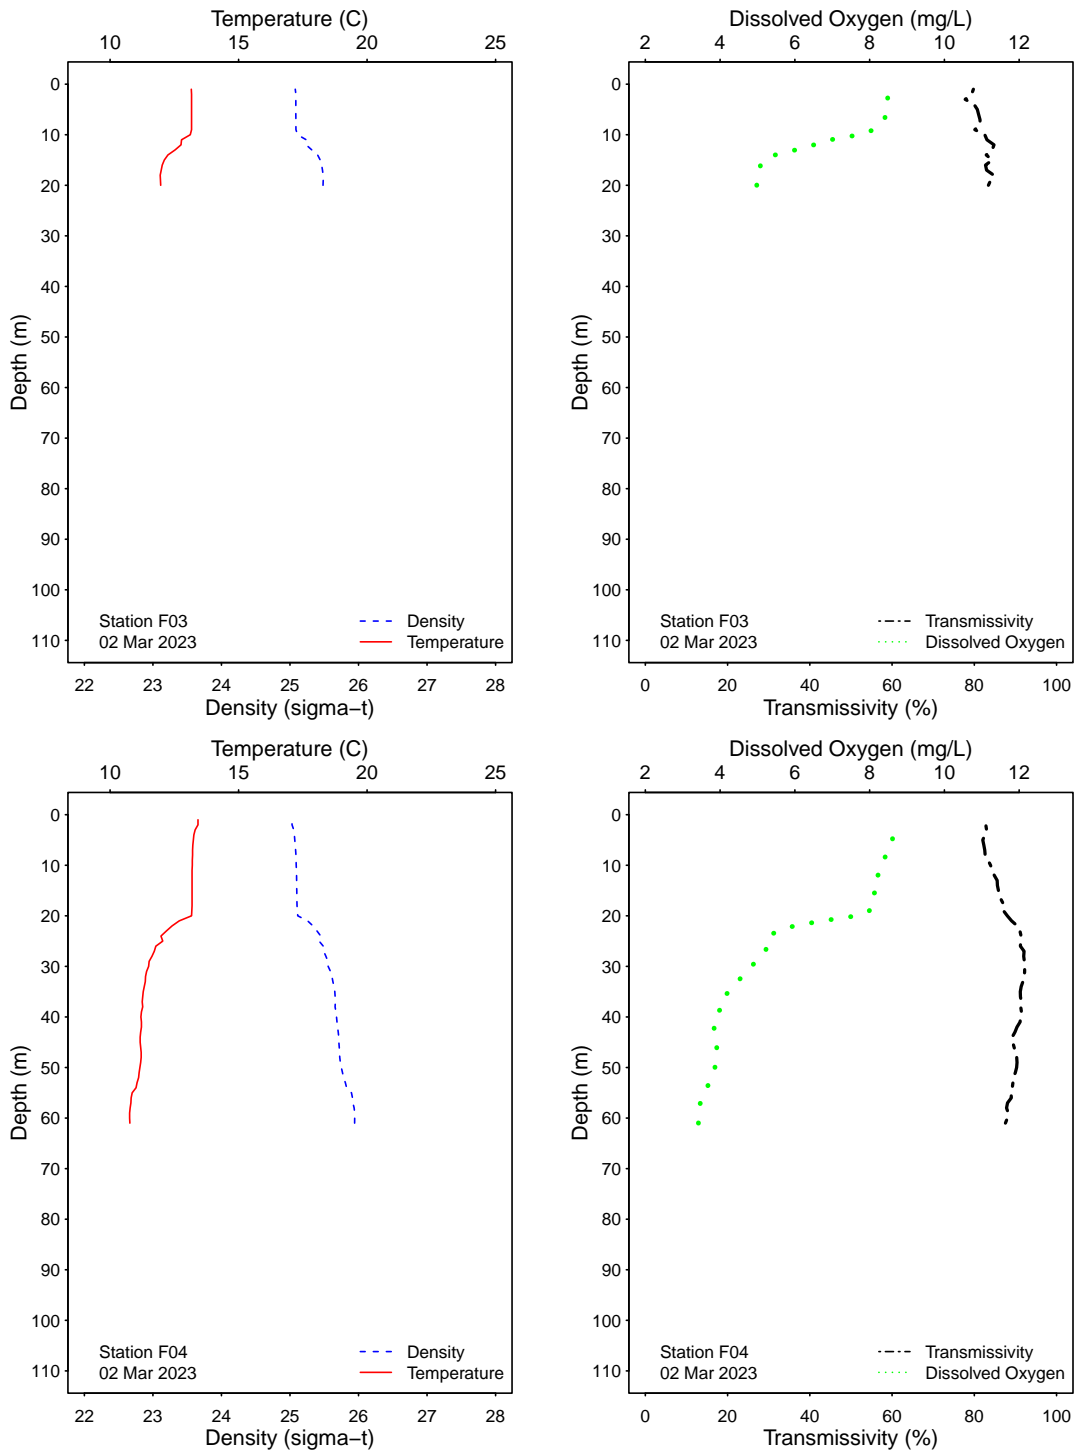 Temperature (C)
10 15 20 25
0
10
20
30
40
50
60
70
80
90
100
110
Depth (m)
Station F03
02 Mar 2023
Density
Temperature
22 23 24 25 26 27 28
Density (sigma−t)
Dissolved Oxygen (mg/L)
2 4 6 8 10 12
0
10
20
30
40
50
60
70
80
90
100
110
Depth (m)
Station F03
02 Mar 2023
Transmissivity
Dissolved Oxygen
0 20 40 60 80 100
Transmissivity (%)
Temperature (C)
10 15 20 25
0
10
20
30
40
50
60
70
80
90
100
110
Depth (m)
Station F04
02 Mar 2023
Density
Temperature
22 23 24 25 26 27 28
Density (sigma−t)
Dissolved Oxygen (mg/L)
2 4 6 8 10 12
0
10
20
30
40
50
60
70
80
90
100
110
Depth (m)
Station F04
02 Mar 2023
Transmissivity
Dissolved Oxygen
0 20 40 60 80 100
Transmissivity (%)